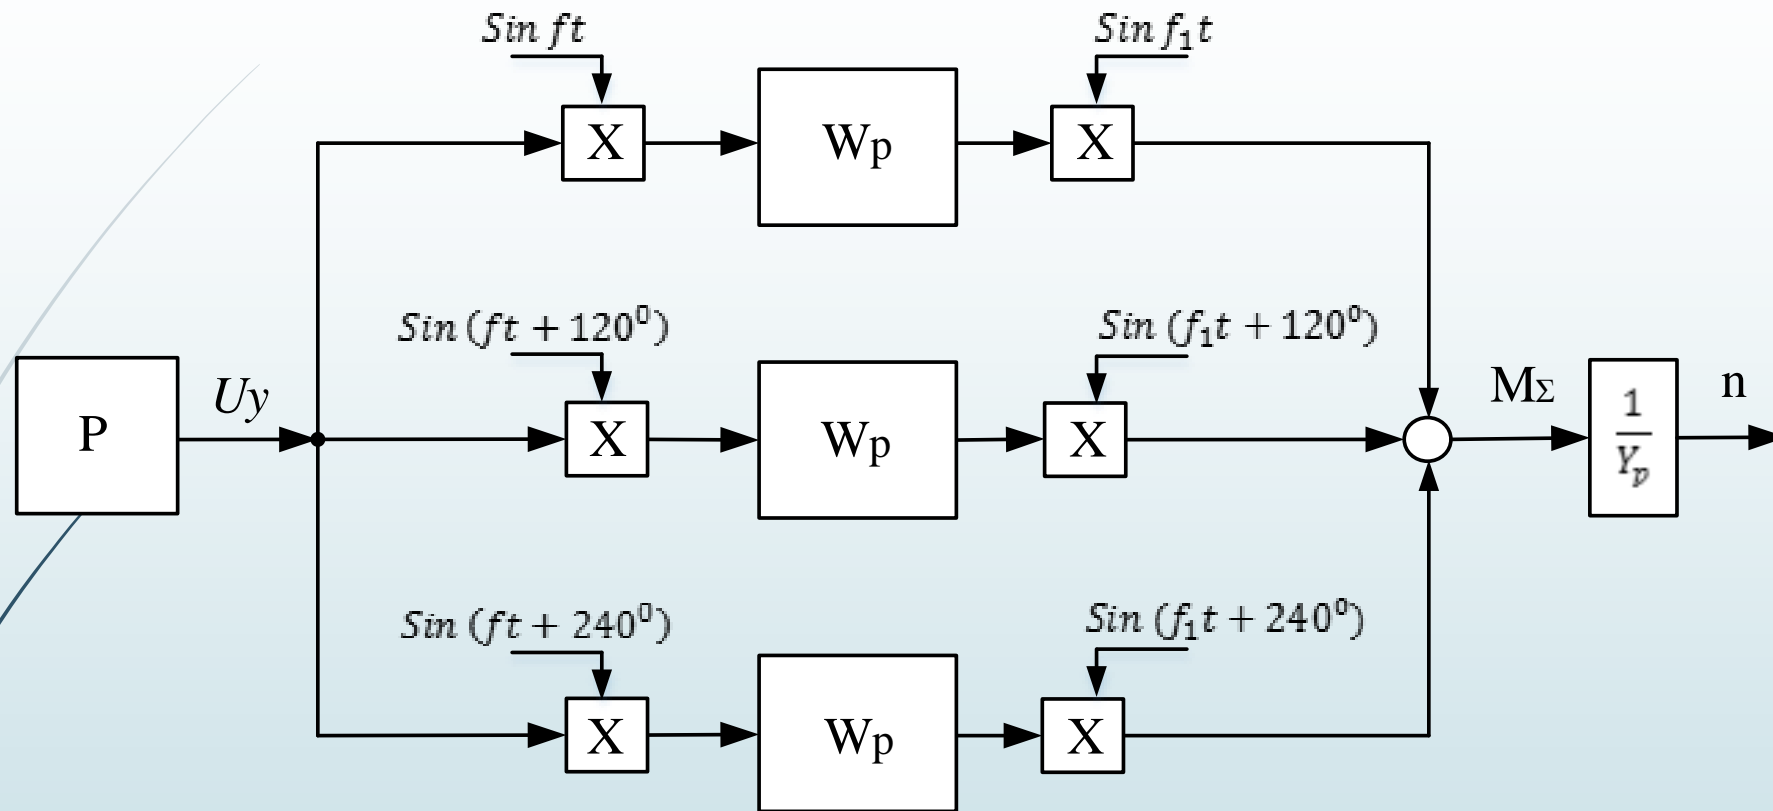 Sin ft
Sin f₁t
X
Wp
X
Sin (ft + 120⁰)
Sin (f₁t + 120⁰)
P
Uy
X
Wp
X
MΣ
1
Yp
n
Sin (ft + 240⁰)
Sin (f₁t + 240⁰)
X
Wp
X